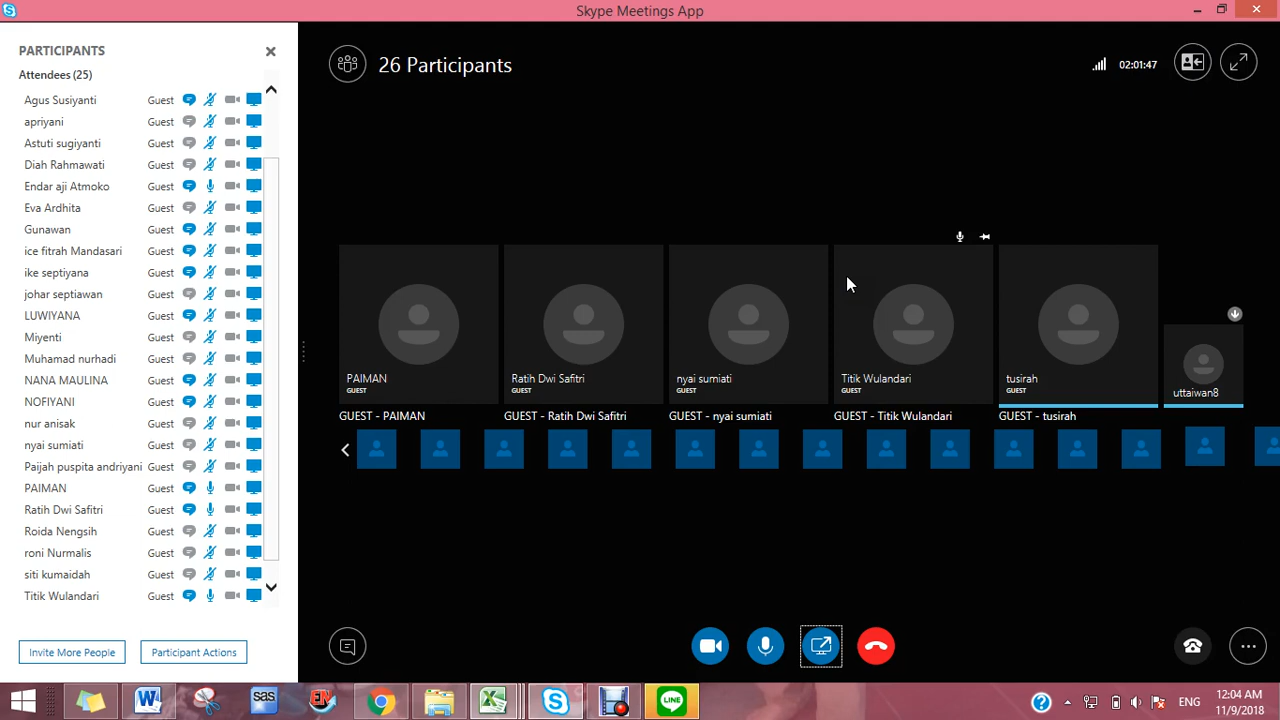 Skype Meetings App
PARTICIPANTS
Attendees (25)
Agus Susiyanti Guest
apriyani Guest
Astuti sugiyanti Guest
Diah Rahmawati Guest
Endar aji Atmoko Guest
Eva Ardhita Guest
Gunawan Guest
ice fitrah Mandasari Guest
ike septiyana Guest
johar septiawan Guest
LUWIYANA Guest
Miyenti Guest
Muhamad nurhadi Guest
NANA MAULINA Guest
NOFIYANI Guest
nur anisak Guest
nyai sumiati Guest
Paijah puspita andriyani Guest
PAIMAN Guest
Ratih Dwi Safitri Guest
Roida Nengsih Guest
roni Nurmalis Guest
siti kumaidah Guest
Titik Wulandari Guest
Invite More People
Participant Actions
26 Participants
02:01:47
PAIMAN
GUEST
Ratih Dwi Safitri
GUEST
nyai sumiati
GUEST
Titik Wulandari
GUEST
tusirah
GUEST
uttaiwan8
GUEST - PAIMAN
GUEST - Ratih Dwi Safitri
GUEST - nyai sumiati
GUEST - Titik Wulandari
GUEST - tusirah
sas
EN
LINE
ENG
12:04 AM
11/9/2018